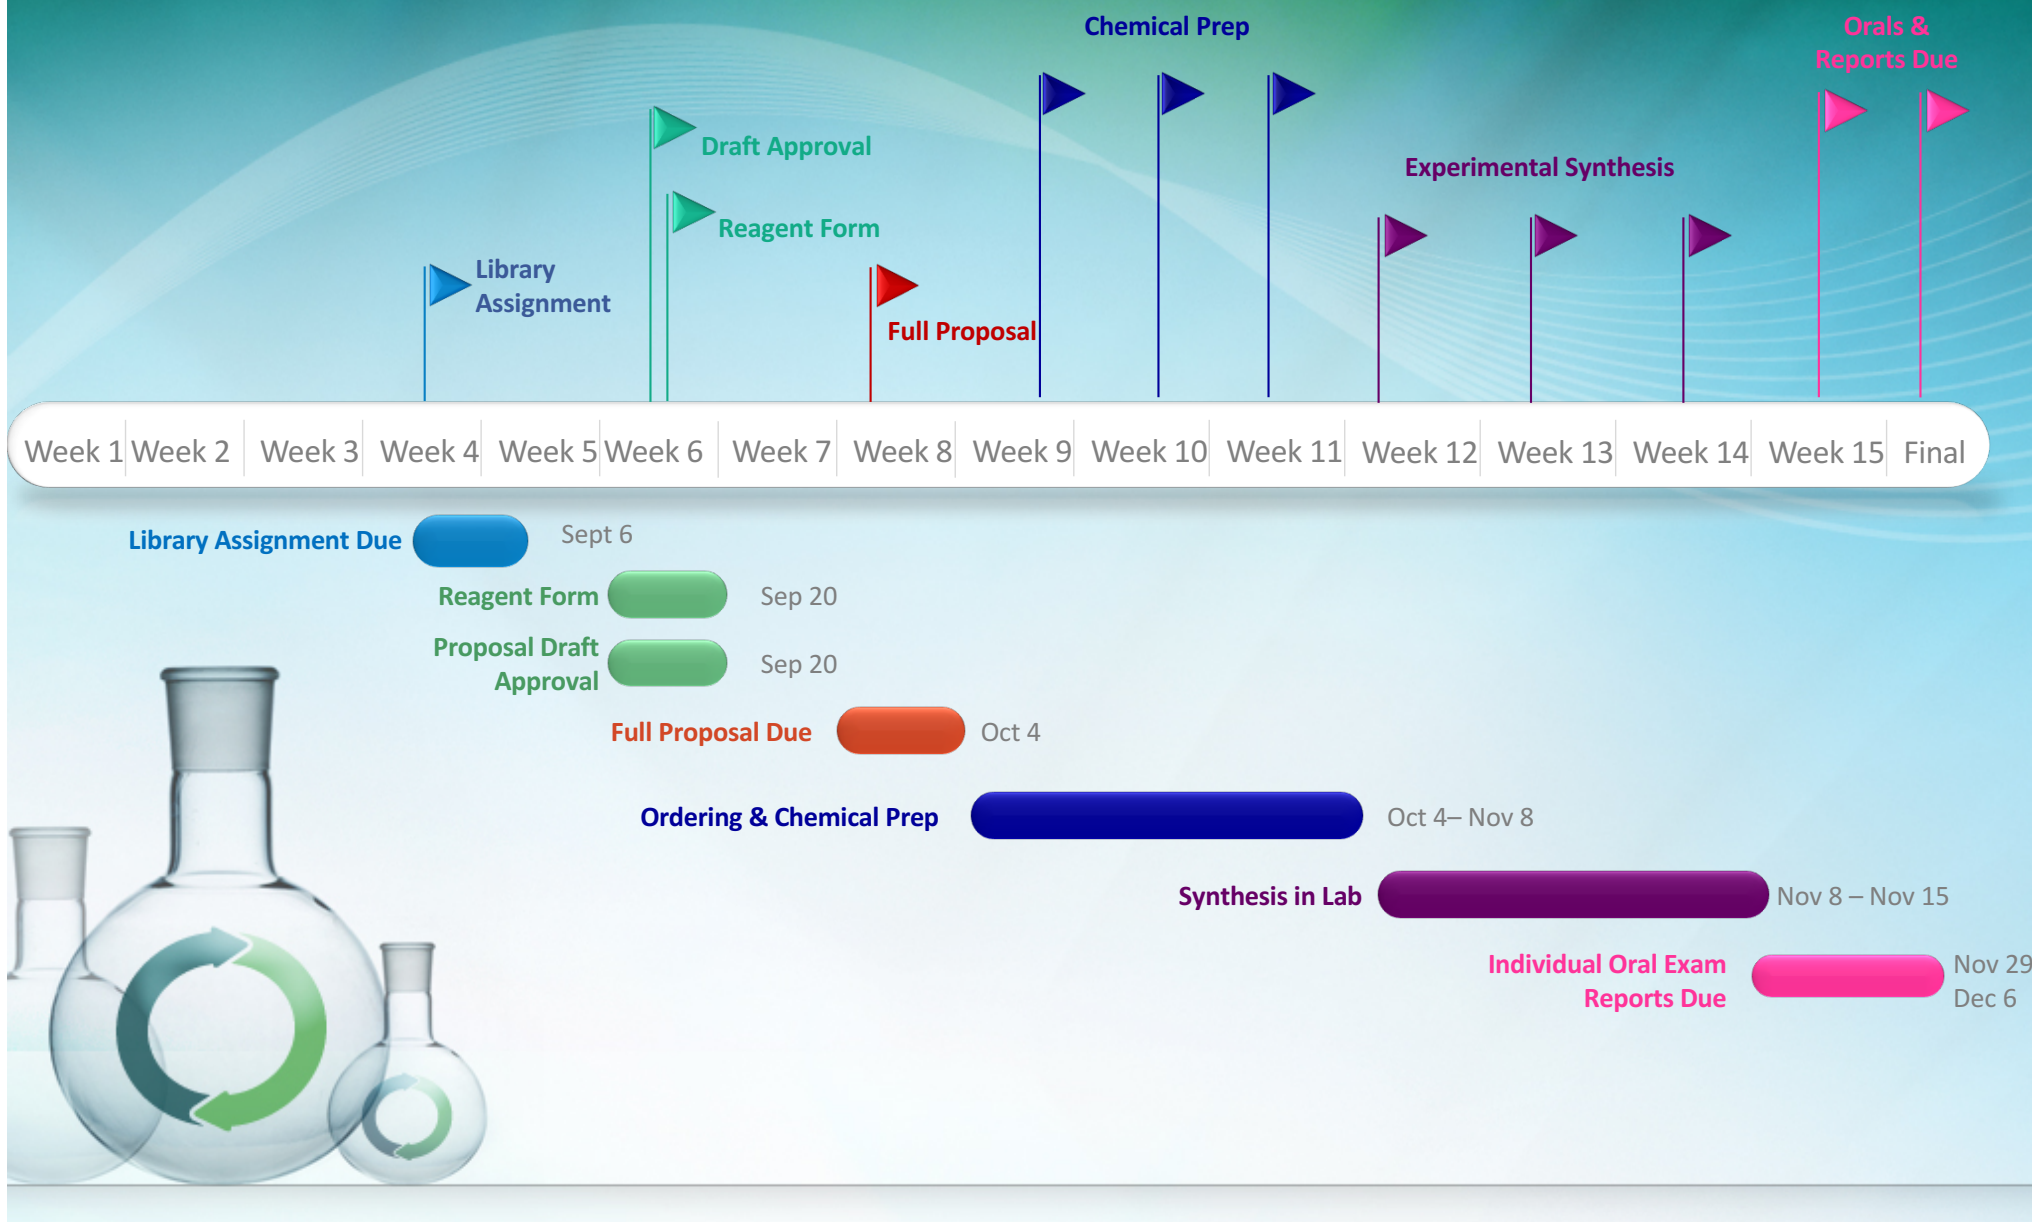 Chemical Prep
Orals &
Reports Due
Draft Approval
Experimental Synthesis
Reagent Form
Library
Assignment
Full Proposal
Week 1 Week 2 Week 3 Week 4 Week 5 Week 6 Week 7 Week 8 Week 9 Week 10 Week 11 Week 12 Week 13 Week 14 Week 15 Final
Library Assignment Due Sept 6
Reagent Form Sep 20
Proposal Draft
Approval Sep 20
Full Proposal Due Oct 4
Ordering & Chemical Prep Oct 4– Nov 8
Synthesis in Lab Nov 8 – Nov 15
Individual Oral Exam Nov 29
Reports Due Dec 6